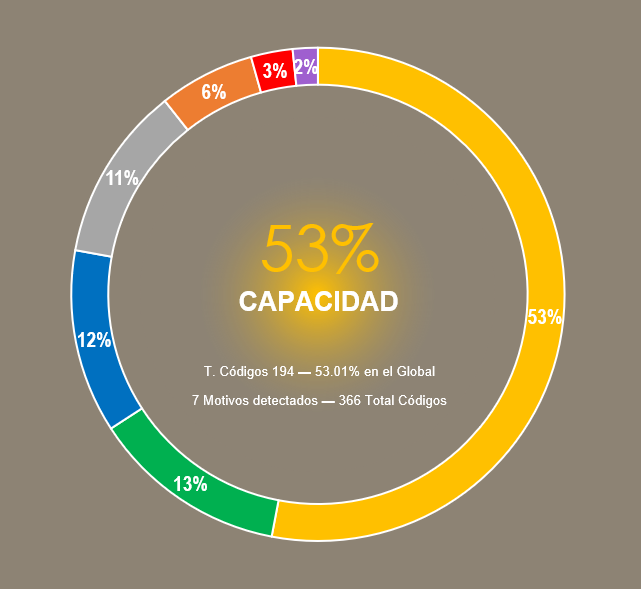 3%
2%
6%
11%
53%
CAPACIDAD
53%
12%
T. Códigos 194 — 53.01% en el Global
7 Motivos detectados — 366 Total Códigos
13%